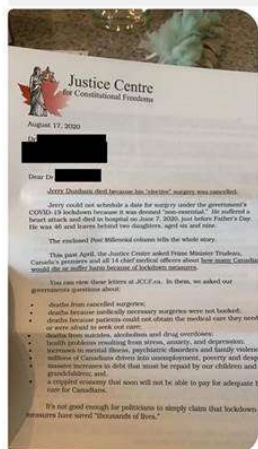 Justice Centre
for Constitutional Freedoms
August 17, 2020
Dr
Dear Dr
Jerry Dunham died because his "elective" surgery was cancelled.
Jerry could not schedule a date for surgery under the government's
COVID-19 lockdown because it was deemed "non-essential." He suffered a
heart attack and died in hospital on June 7, 2020, just before Father's Day.
He was 46 and leaves behind two daughters, aged six and nine.
The enclosed Post Millennial column tells the whole story.
This past April, the Justice Centre asked Prime Minister Trudeau,
Canada's premiers and all 14 chief medical officers about how many Canadia
would die or suffer harm because of lockdown measures.
You can view these letters at JCCF.ca. In them, we asked our
governments questions about:
• deaths from cancelled surgeries;
• deaths because medically necessary surgeries were not booked;
• deaths because patients could not obtain the medical care they need
or were afraid to seek out care;
• deaths from suicides, alcoholism and drug overdoses;
• health problems resulting from stress, anxiety, and depression;
• increases in mental illness, psychiatric disorders and family violenc
• millions of Canadians driven into unemployment, poverty and desp
• massive increases in debt that must be repaid by our children and
grandchildren; and,
• a crippled economy that soon will not be able to pay for adequate h
care for Canadians.
It's not good enough for politicians to simply claim that lockdown
measures have saved "thousands of lives."